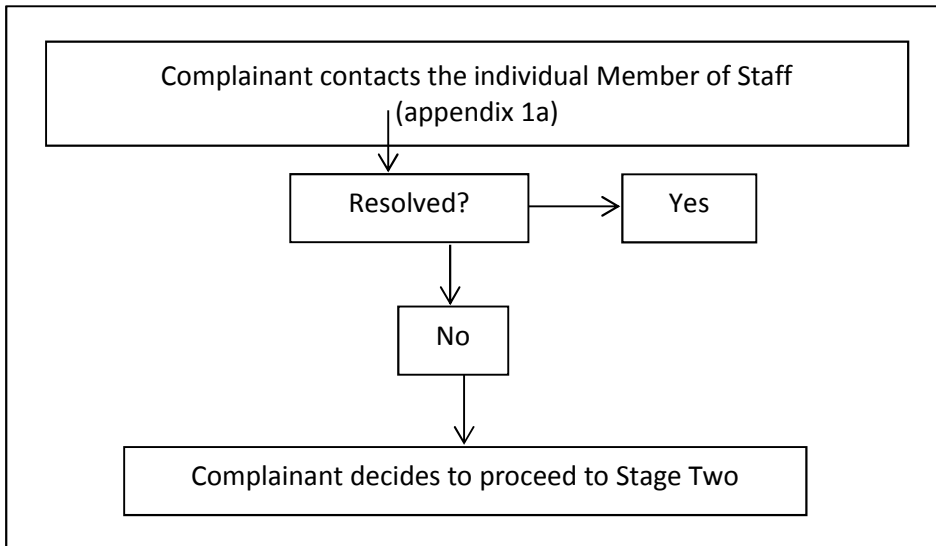 Complainant contacts the individual Member of Staff
(appendix 1a)
Resolved?
Yes
No
Complainant decides to proceed to Stage Two